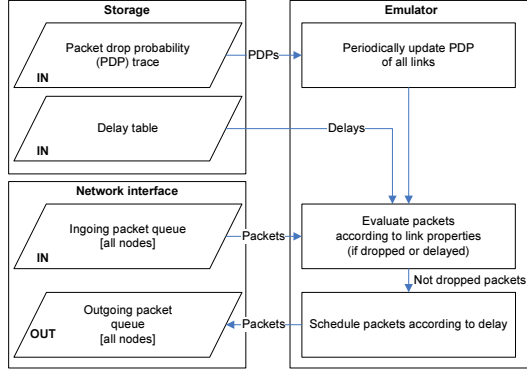 Storage
Emulator
Packet drop probability
(PDP) trace
IN
PDPs
Periodically update PDP
of all links
Delay table
IN
Delays
Network interface
Ingoing packet queue
[all nodes]
IN
Packets
Evaluate packets
according to link properties
(if dropped or delayed)
Not dropped packets
Outgoing packet
queue
[all nodes]
OUT
Packets
Schedule packets according to delay